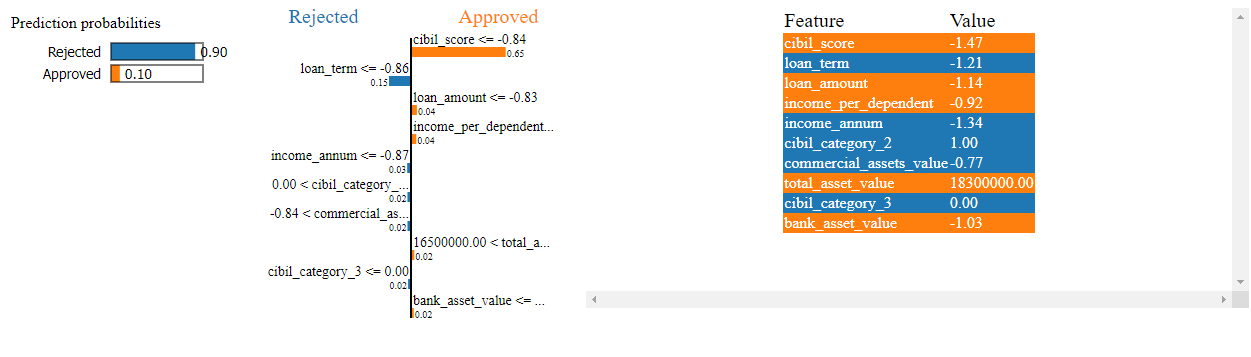 Prediction probabilities
Rejected 0.90
Approved 0.10
Rejected Approved
cibil_score <= -0.84
0.65
loan_term <= -0.86
0.15
loan_amount <= -0.83
0.04
income_per_dependent...
0.04
income_annum <= -0.87
0.03
0.00 < cibil_category_...
0.02
-0.84 < commercial_as...
0.02
16500000.00 < total_a...
0.02
cibil_category_3 <= 0.00
0.02
bank_asset_value <= ...
0.02
Feature Value
cibil_score -1.47
loan_term -1.21
loan_amount -1.14
income_per_dependent -0.92
income_annum -1.34
cibil_category_2 1.00
commercial_assets_value -0.77
total_asset_value 18300000.00
cibil_category_3 0.00
bank_asset_value -1.03